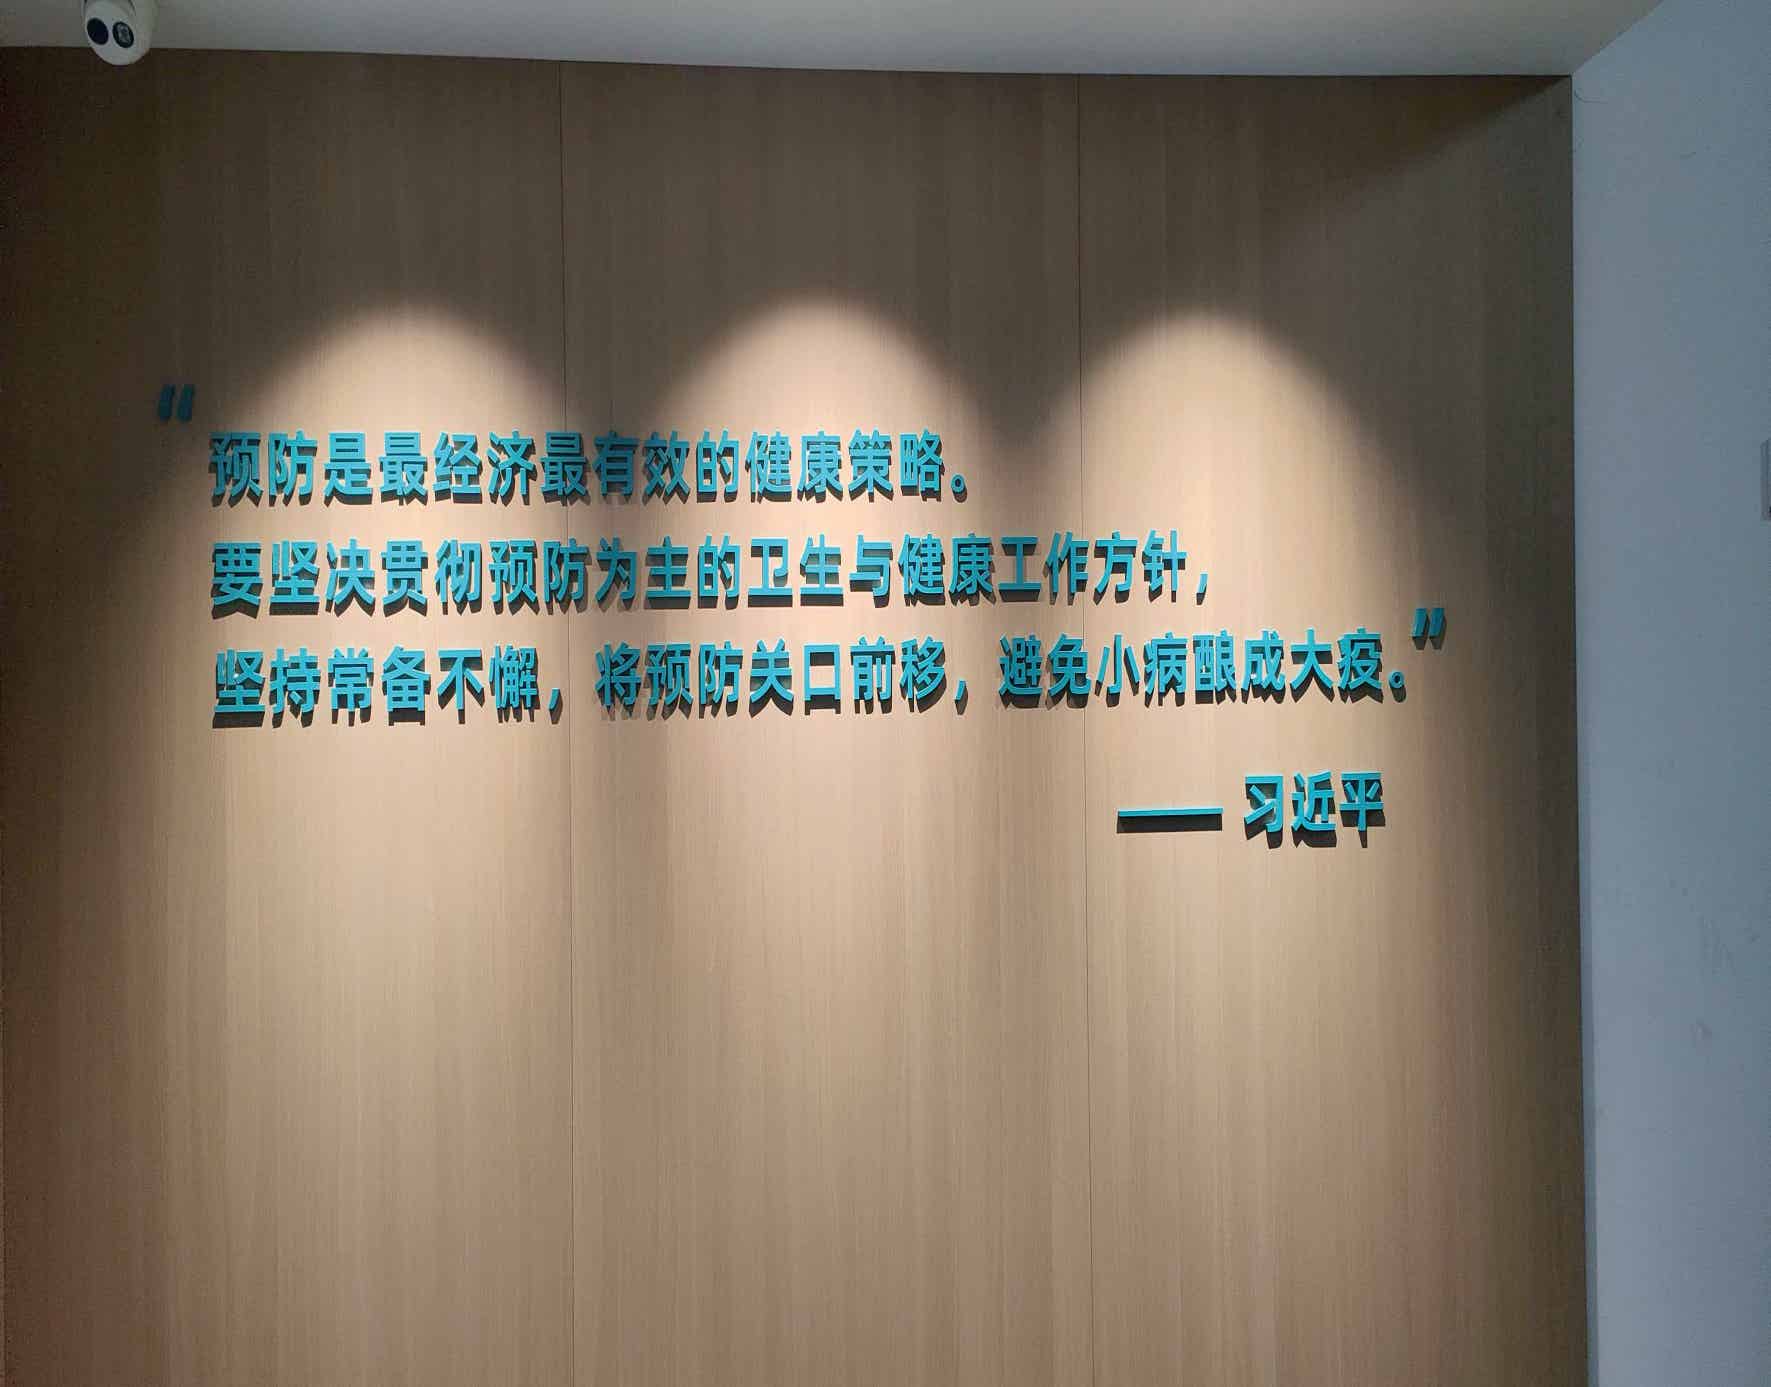 "预防是最经济最有效的健康策略。
要坚决贯彻预防为主的卫生与健康工作方针，
坚持常备不懈，将预防关口前移，避免小病酿成大疫。"
—— 习近平